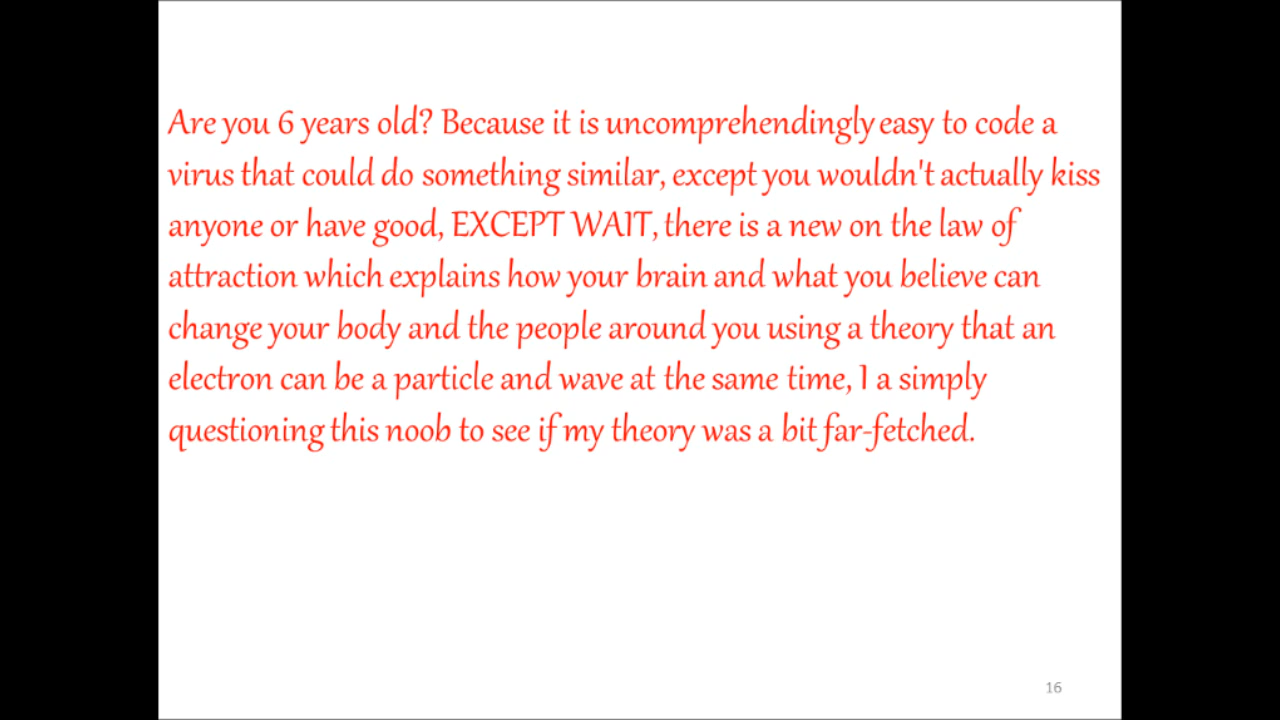 Are you 6 years old? Because it is uncomprehendingly easy to code a
virus that could do something similar, except you wouldn't actually kiss
anyone or have good, EXCEPT WAIT, there is a new on the law of
attraction which explains how your brain and what you believe can
change your body and the people around you using a theory that an
electron can be a particle and wave at the same time, I a simply
questioning this noob to see if my theory was a bit far-fetched.
16